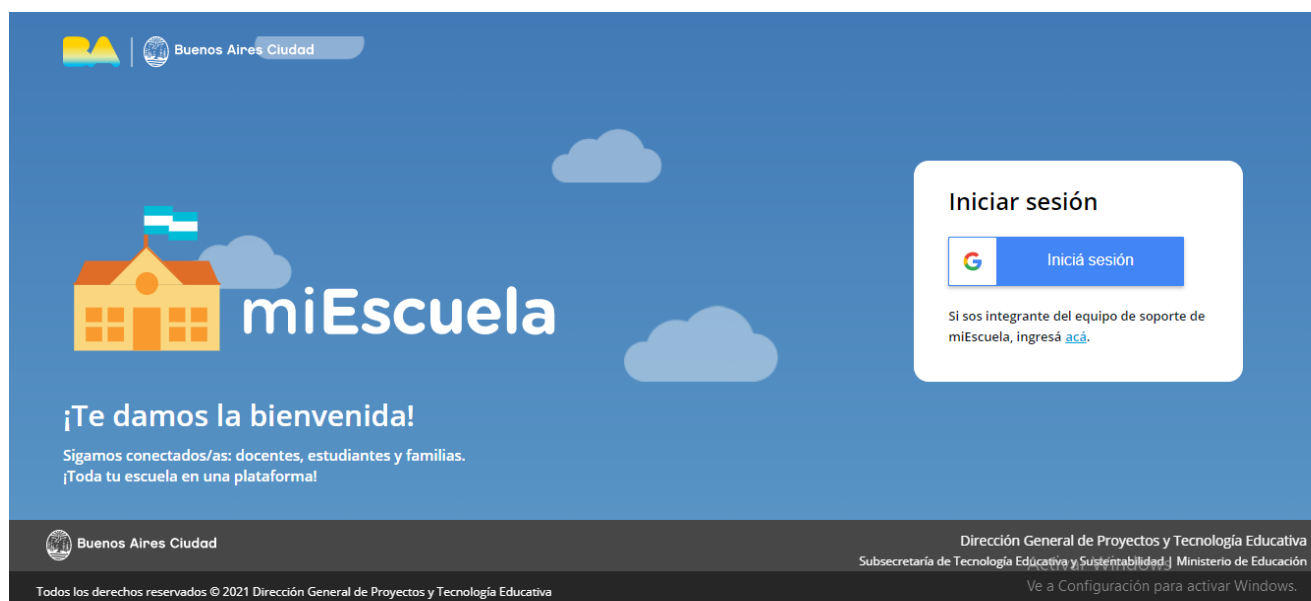 BA
Buenos Aires Ciudad
miEscuela
¡Te damos la bienvenida!
Sigamos conectados/as: docentes, estudiantes y familias.
¡Toda tu escuela en una plataforma!
Iniciar sesión
G
Iniciá sesión
Si sos integrante del equipo de soporte de
miEscuela, ingresá acá.
Buenos Aires Ciudad
Dirección General de Proyectos y Tecnología Educativa
Subsecretaría de Tecnología Educativa y Sustentabilidad | Ministerio de Educación
Activar Windows
Ve a Configuración para activar Windows.
Todos los derechos reservados © 2021 Dirección General de Proyectos y Tecnología Educativa